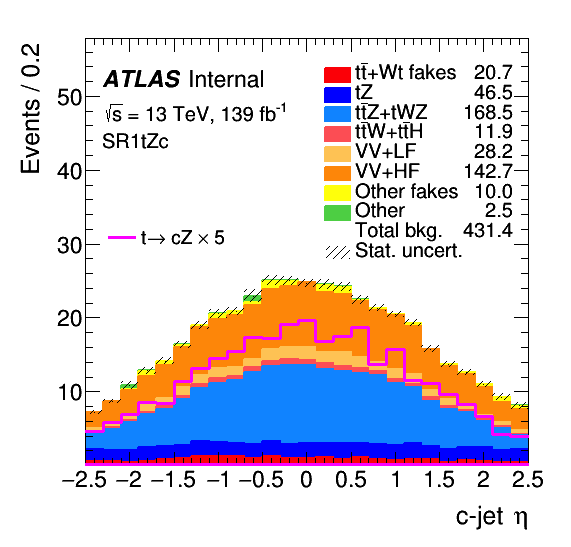 Events / 0.2
ATLAS Internal
√s = 13 TeV, 139 fb⁻¹
SR1tZc
t→ cZ × 5
tt̄+Wt fakes 20.7
tZ 46.5
tt̄Z+tWZ 168.5
tt̄W+tt̄H 11.9
VV+LF 28.2
VV+HF 142.7
Other fakes 10.0
Other 2.5
Total bkg. 431.4
Stat. uncert.
50
40
30
20
10
−2.5 −2 −1.5 −1 −0.5 0 0.5 1 1.5 2 2.5
c-jet η